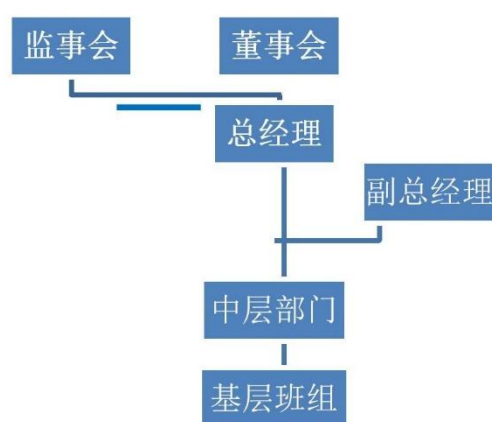 监事会
董事会
总经理
副总经理
中层部门
基层班组